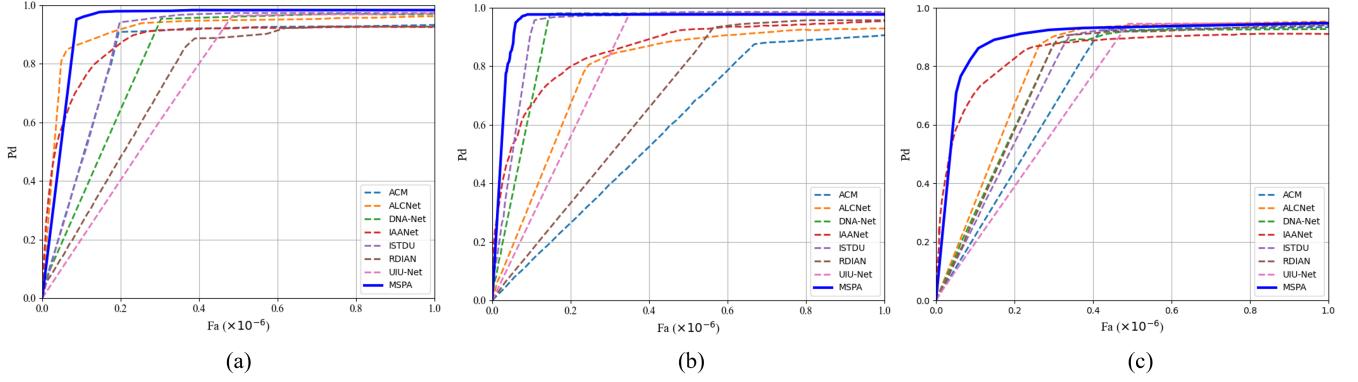 1.0
0.8
0.6
0.4
0.2
0.0
Pd
0.0 0.2 0.4 0.6 0.8 1.0
Fa (×10⁻⁶)
ACM
ALCNet
DNA-Net
IAANet
ISTDU
RDIAN
UIU-Net
MSPA
(a)
1.0
0.8
0.6
0.4
0.2
0.0
Pd
0.0 0.2 0.4 0.6 0.8 1.0
Fa (×10⁻⁶)
ACM
ALCNet
DNA-Net
IAANet
ISTDU
RDIAN
UIU-Net
MSPA
(b)
1.0
0.8
0.6
0.4
0.2
0.0
Pd
0.0 0.2 0.4 0.6 0.8 1.0
Fa (×10⁻⁶)
ACM
ALCNet
DNA-Net
IAANet
ISTDU
RDIAN
UIU-Net
MSPA
(c)